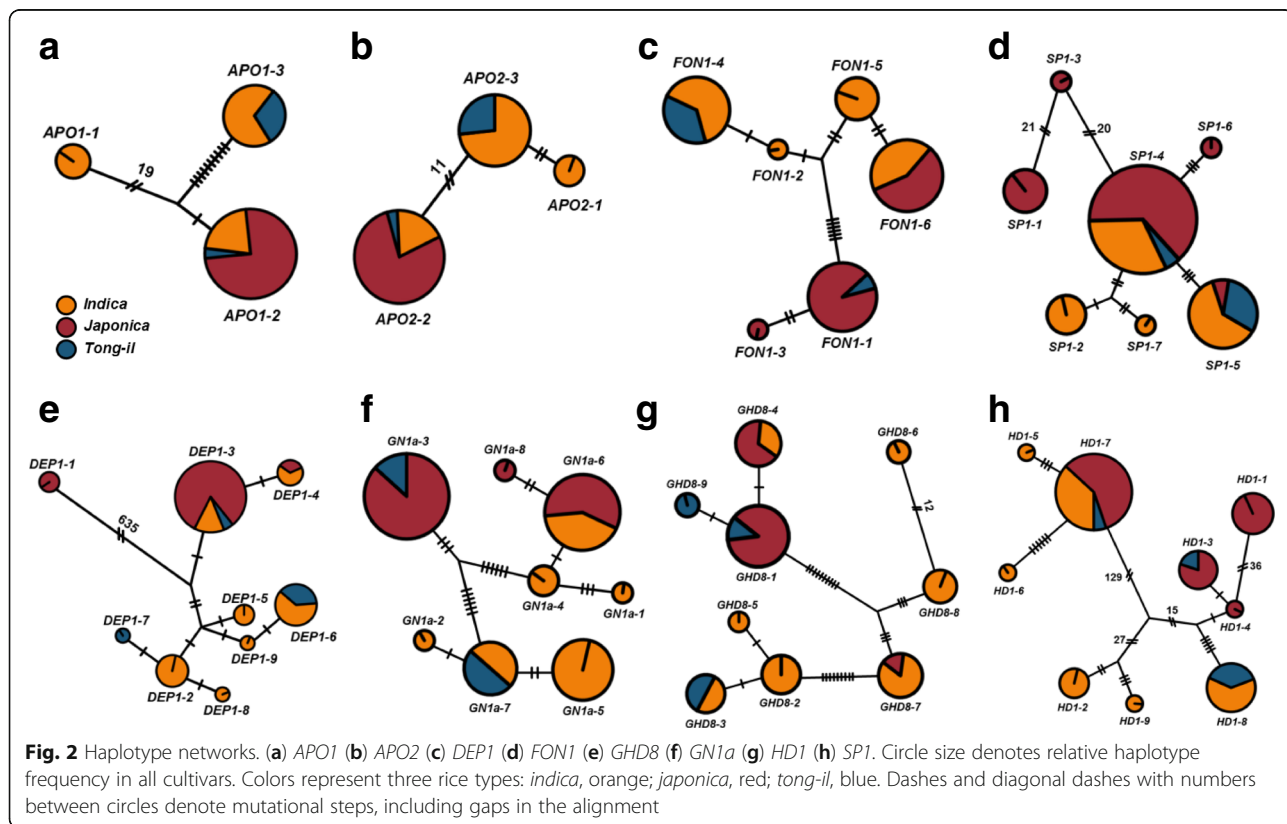 a
b
c
d
APO1-3
APO1-1
19
APO1-2
Indica
Japonica
Tong-il
APO2-3
11
APO2-1
APO2-2
FON1-4
FON1-5
FON1-2
FON1-6
FON1-3
FON1-1
SP1-3
21
20
SP1-6
SP1-4
SP1-1
SP1-2
SP1-7
SP1-5
e
f
g
h
DEP1-1
DEP1-3
DEP1-4
635
DEP1-7
DEP1-5
DEP1-6
DEP1-9
DEP1-2
DEP1-8
GN1a-3
GN1a-8
GN1a-6
GN1a-4
GN1a-1
GN1a-2
GN1a-7
GN1a-5
GHD8-4
GHD8-6
GHD8-9
12
GHD8-1
GHD8-8
GHD8-5
GHD8-3
GHD8-2
GHD8-7
HD1-5
HD1-7
HD1-1
HD1-3
36
HD1-6
129
15
HD1-4
27
HD1-2
HD1-9
HD1-8
Fig. 2 Haplotype networks. (a) APO1 (b) APO2 (c) DEP1 (d) FON1 (e) GHD8 (f) GN1a (g) HD1 (h) SP1. Circle size denotes relative haplotype
frequency in all cultivars. Colors represent three rice types: indica, orange; japonica, red; tong-il, blue. Dashes and diagonal dashes with numbers
between circles denote mutational steps, including gaps in the alignment